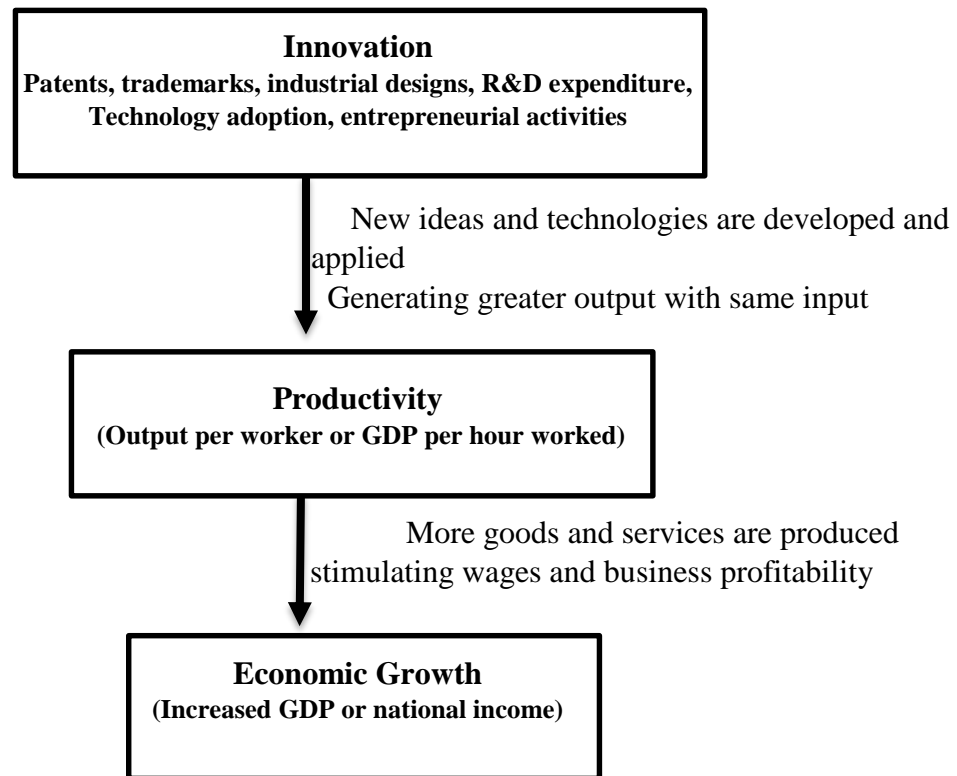 Innovation
Patents, trademarks, industrial designs, R&D expenditure,
Technology adoption, entrepreneurial activities
New ideas and technologies are developed and
applied
Generating greater output with same input
Productivity
(Output per worker or GDP per hour worked)
More goods and services are produced
stimulating wages and business profitability
Economic Growth
(Increased GDP or national income)